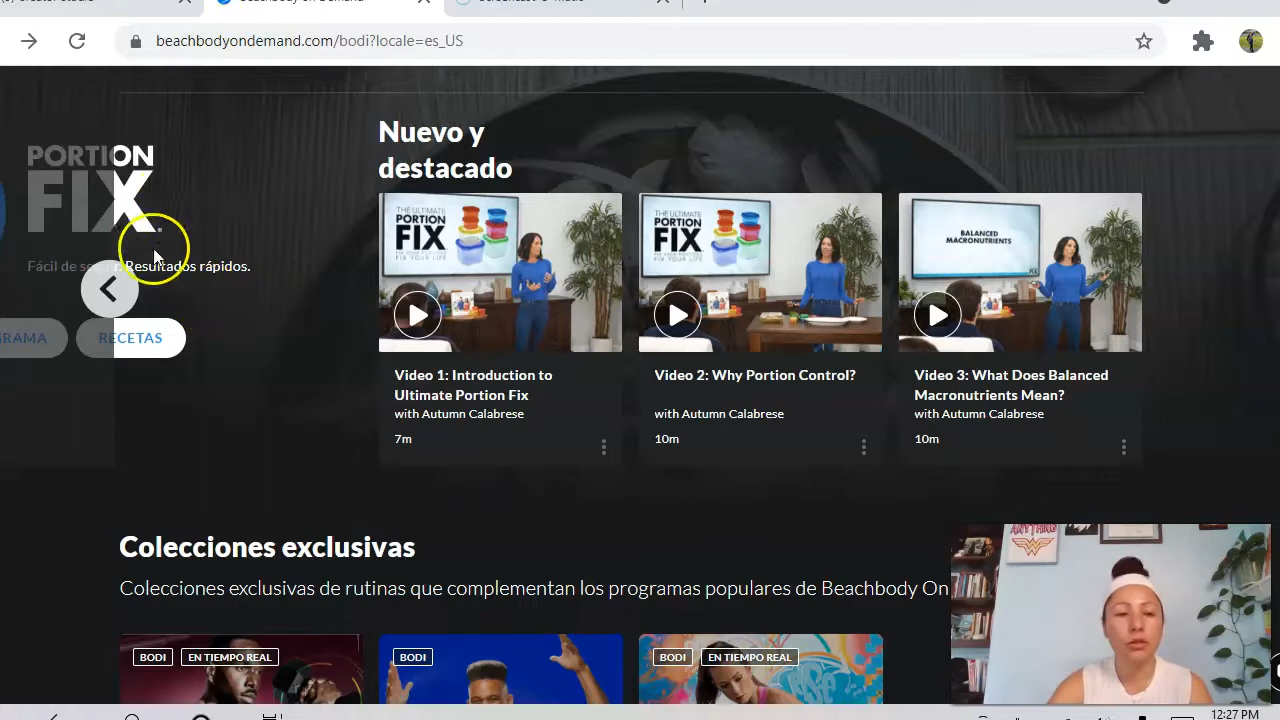 beachbodyondemand.com/bodi?locale=es_US
PORTION
FIX
Fácil de seguir. Resultados rápidos.
RECETAS
Nuevo y
destacado
THE ULTIMATE
PORTION
FIX
THE ULTIMATE
PORTION
FIX
BALANCED
MACRONUTRIENTS
Video 1: Introduction to
Ultimate Portion Fix
with Autumn Calabrese
7m
Video 2: Why Portion Control?
with Autumn Calabrese
10m
Video 3: What Does Balanced
Macronutrients Mean?
with Autumn Calabrese
10m
Colecciones exclusivas
Colecciones exclusivas de rutinas que complementan los programas populares de Beachbody On
BODI
EN TIEMPO REAL
BODI
BODI
EN TIEMPO REAL
ANYTHING
12:27 PM